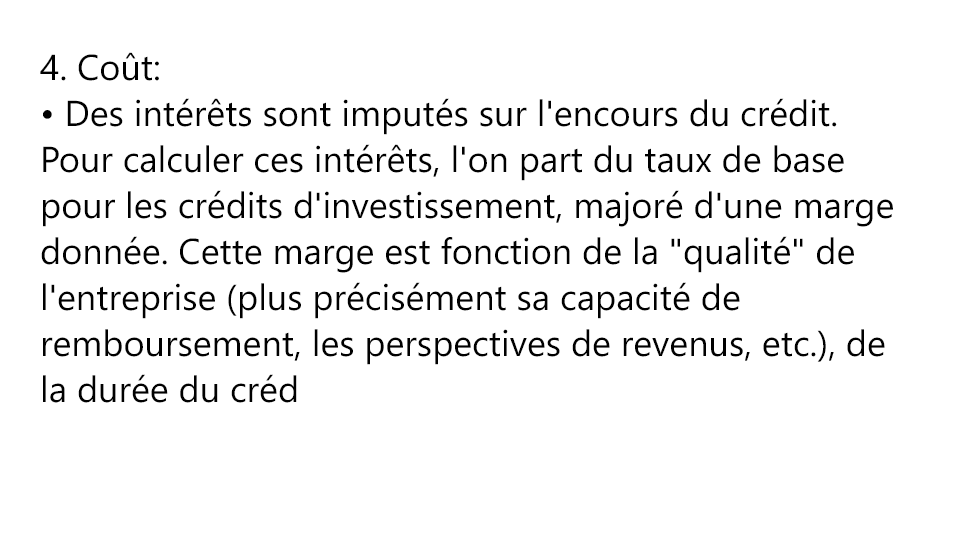 4. Coût:
• Des intérêts sont imputés sur l'encours du crédit.
Pour calculer ces intérêts, l'on part du taux de base
pour les crédits d'investissement, majoré d'une marge
donnée. Cette marge est fonction de la "qualité" de
l'entreprise (plus précisément sa capacité de
remboursement, les perspectives de revenus, etc.), de
la durée du créd